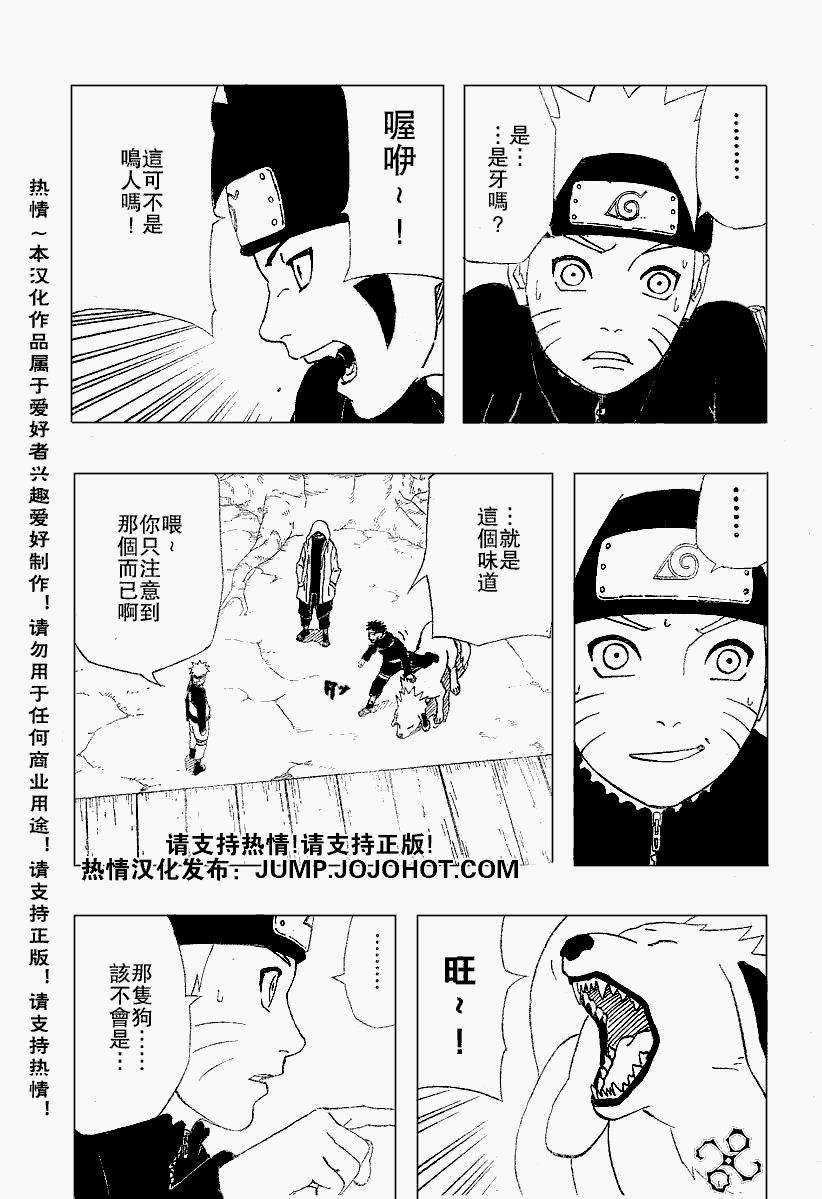 ………
是…
…是牙嗎？
喔咿~！
這可不是
鳴人嗎！
………
…就是
這個味道
喂~
你只注意到
那個而已啊
旺~！
………
那隻狗……
該不會是…
请支持热情!请支持正版!
热情汉化发布：JUMP.JOJOHOT.COM
热情~本汉化作品属于爱好者兴趣爱好制作！请勿用于任何商业用途！请支持正版！请支持热情！